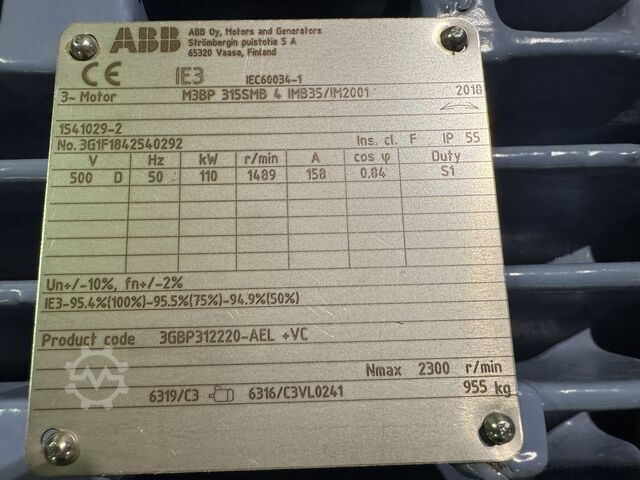 ABB
ABB Oy, Motors and Generators
Strömbergin puistotie 5 A
65320 Vaasa, Finland
CE IE3 IEC60034-1
3~ Motor M3BP 315SMB 4 IMB35/IM2001 2018
1541029-2
No. 3G1F1842540292 Ins. cl. F IP 55
V Hz kW r/min A cos φ Duty
500 D 50 110 1489 158 0.84 S1
Un+/-10%, fn+/-2%
IE3-95.4%(100%)-95.5%(75%)-94.9%(50%)
Product code 3GBP312220-AEL +VC
Nmax 2300 r/min
6319/C3 6316/C3VL0241 955 kg